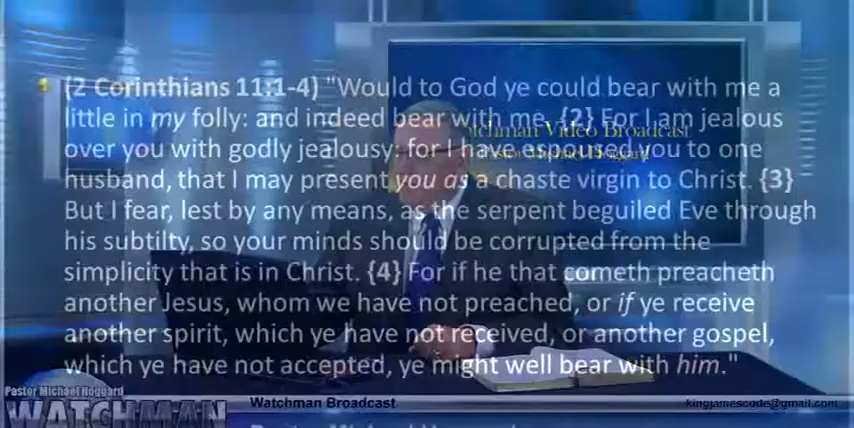 (2 Corinthians 11:1-4) "Would to God ye could bear with me a
little in my folly: and indeed bear with me. {2} For I am jealous
over you with godly jealousy: for I have espoused you to one
husband, that I may present you as a chaste virgin to Christ. {3}
But I fear, lest by any means, as the serpent beguiled Eve through
his subtilty, so your minds should be corrupted from the
simplicity that is in Christ. {4} For if he that cometh preacheth
another Jesus, whom we have not preached, or if ye receive
another spirit, which ye have not received, or another gospel,
which ye have not accepted, ye might well bear with him."
Video Broadcast
Pastor Michael Hoggard
WATCHMAN
Watchman Broadcast
kingjamescode@gmail.com